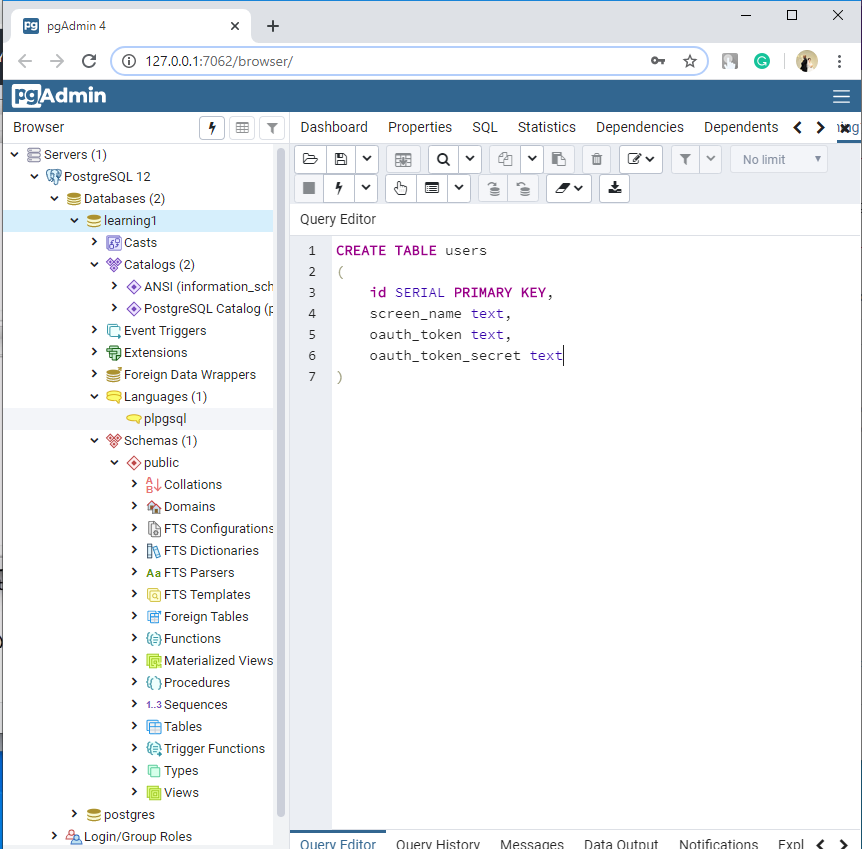 pgAdmin 4
127.0.0.1:7062/browser/
pgAdmin
Browser
Dashboard Properties SQL Statistics Dependencies Dependents
No limit
Query Editor
Servers (1)
PostgreSQL 12
Databases (2)
learning1
Casts
Catalogs (2)
ANSI (information_sch
PostgreSQL Catalog (p
Event Triggers
Extensions
Foreign Data Wrappers
Languages (1)
plpgsql
Schemas (1)
public
Collations
Domains
FTS Configurations
FTS Dictionaries
Aa FTS Parsers
FTS Templates
Foreign Tables
Functions
Materialized Views
Procedures
1..3 Sequences
Tables
Trigger Functions
Types
Views
postgres
Login/Group Roles
1 CREATE TABLE users
2 (
3 id SERIAL PRIMARY KEY,
4 screen_name text,
5 oauth_token text,
6 oauth_token_secret text
7 )
Query Editor Query History Messages Data Output Notifications Expl